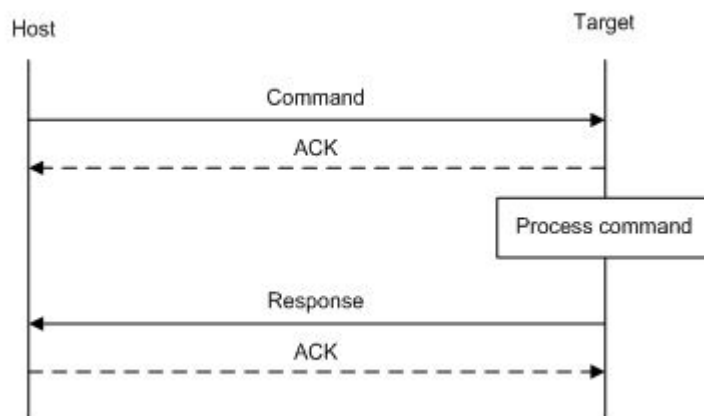 Host
Target
Command
ACK
Process command
Response
ACK